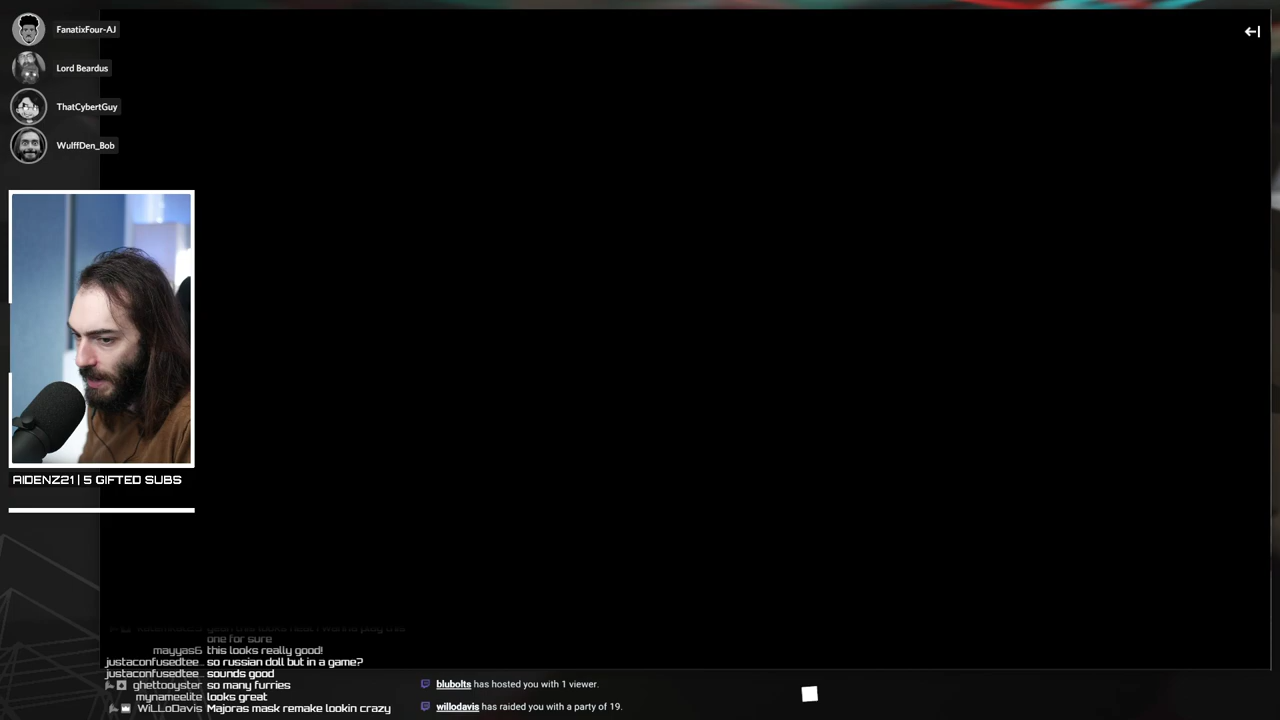 FanatixFour-AJ
Lord Beardus
ThatCybertGuy
WulffDen_Bob
AIDENZ21 | 5 GIFTED SUBS
one for sure
mayyas6 this looks really good!
justaconfusedtee... so russian doll but in a game?
justaconfusedtee... sounds good
ghettooyster so many furries
mynameelite looks great
WiLLoDavis Majoras mask remake lookin crazy
blubolts has hosted you with 1 viewer.
willodavis has raided you with a party of 19.